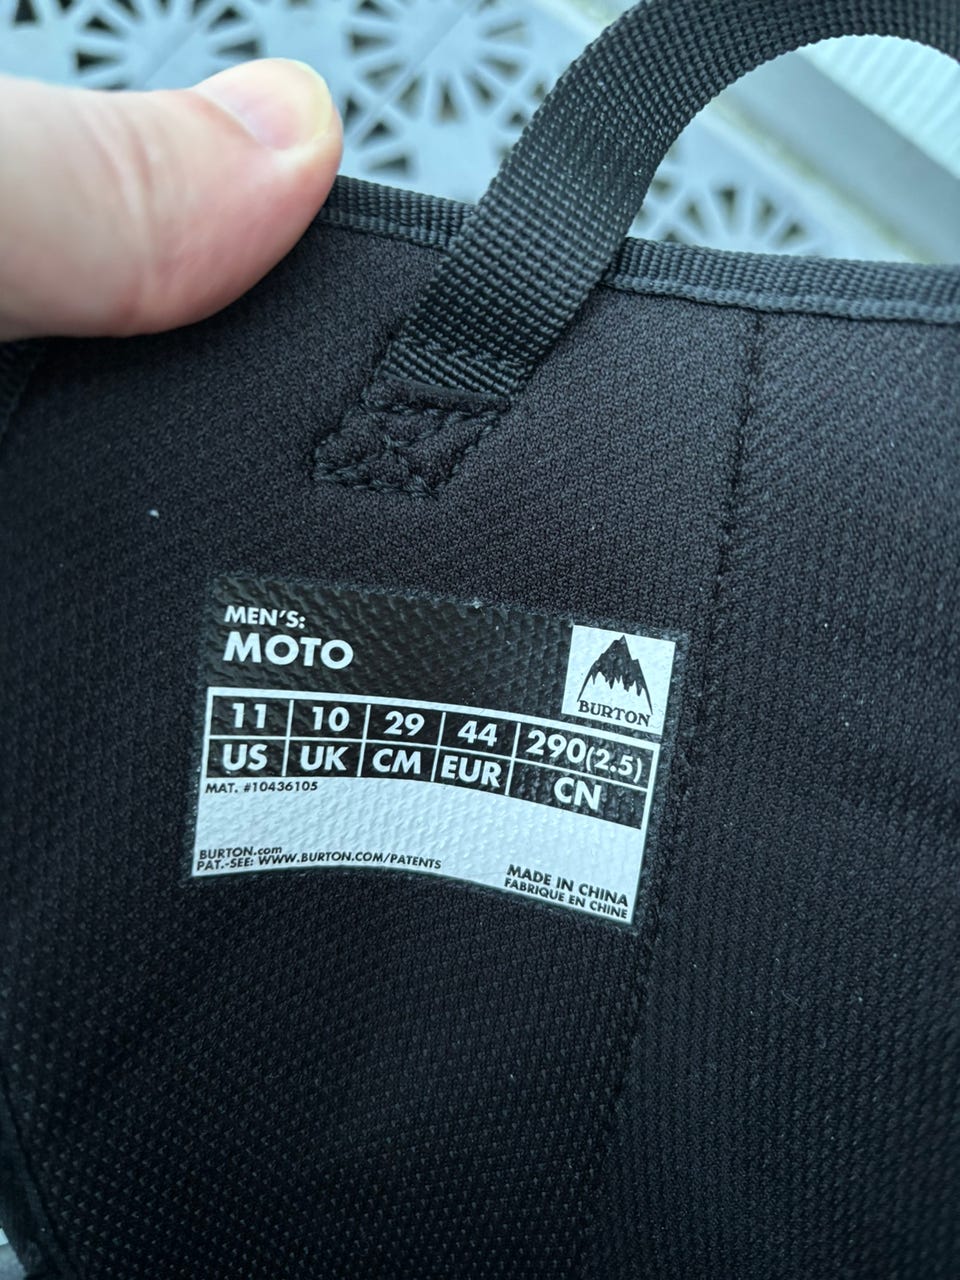 MEN'S:
MOTO
BURTON
11 10 29 44 290(2.5)
US UK CM EUR CN
MAT. #10436105
BURTON.com
PAT.-SEE: WWW.BURTON.COM/PATENTS
MADE IN CHINA
FABRIQUE EN CHINE